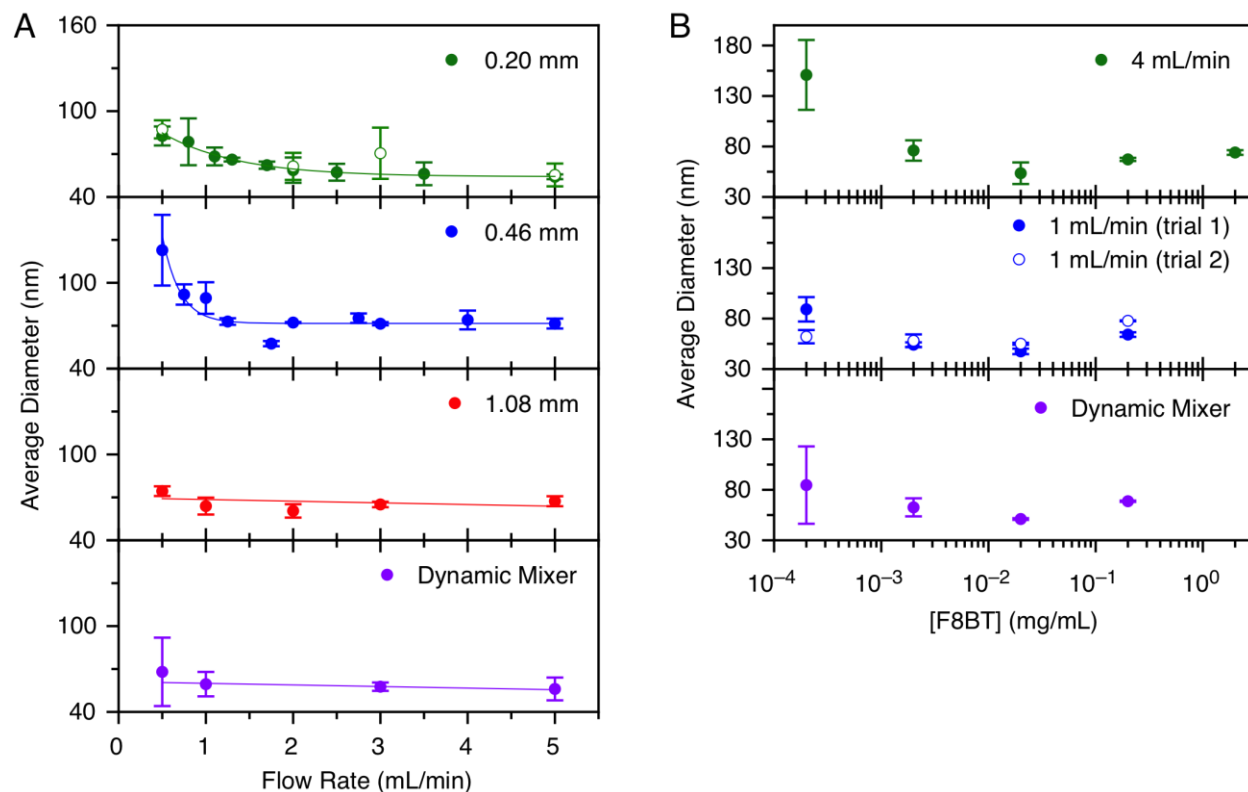 A
160
100
40
0.20 mm
100
40
0.46 mm
100
40
1.08 mm
100
40
Dynamic Mixer
0 1 2 3 4 5
Flow Rate (mL/min)
Average Diameter (nm)
B
180
130
80
30
4 mL/min
130
80
30
1 mL/min (trial 1)
1 mL/min (trial 2)
130
80
30
Dynamic Mixer
10⁻⁴ 10⁻³ 10⁻² 10⁻¹ 10⁰
[F8BT] (mg/mL)
Average Diameter (nm)